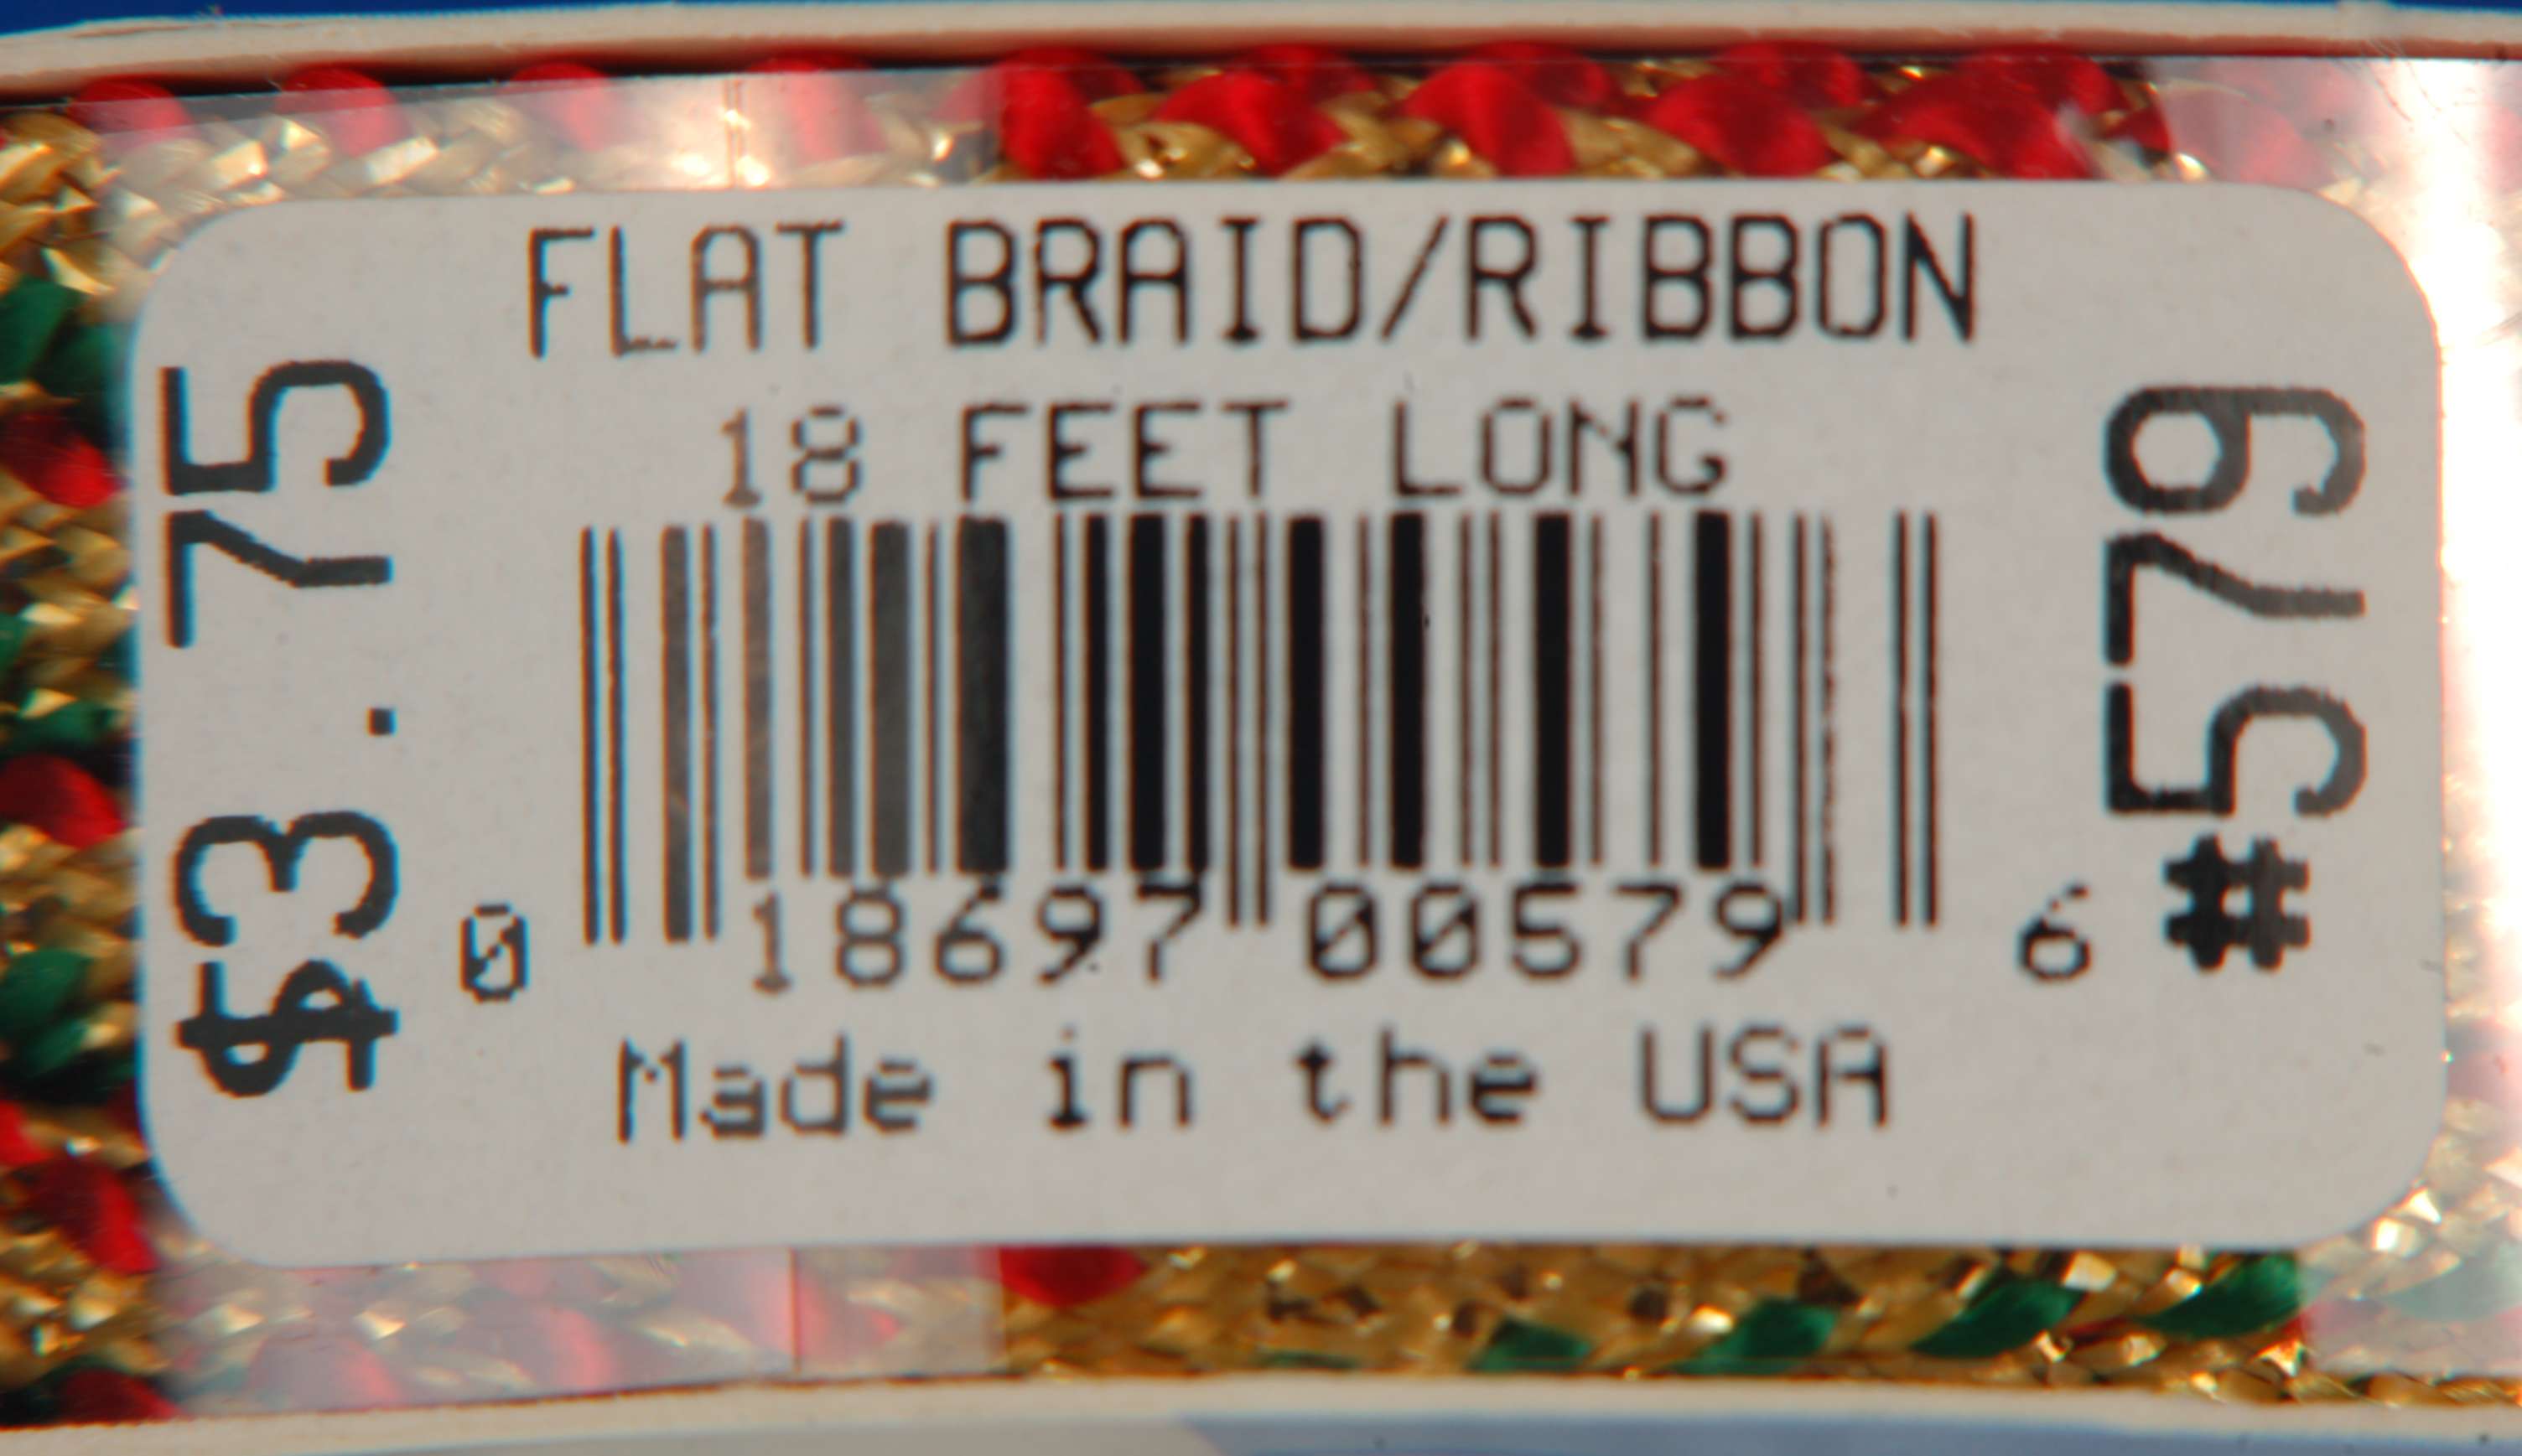 FLAT BRAID/RIBBON
18 FEET LONG
$3.75
#579
0 18697 00579 6
Made in the USA